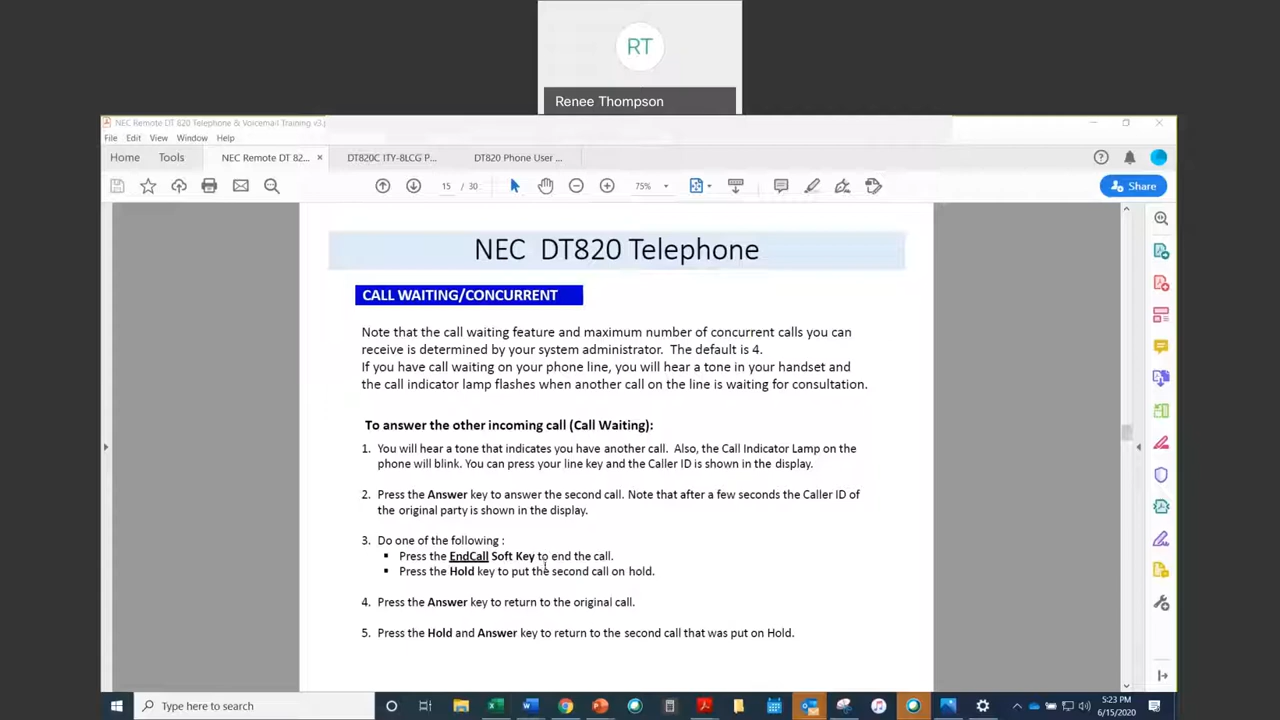 RT
Renee Thompson
NEC Remote DT 820 Telephone & Voicemail Training v3.p
File Edit View Window Help
Home Tools NEC Remote DT 82... × DT820C ITY-8LCG P... DT820 Phone User ...
15 / 30 75% Share
NEC DT820 Telephone
CALL WAITING/CONCURRENT
Note that the call waiting feature and maximum number of concurrent calls you can
receive is determined by your system administrator. The default is 4.
If you have call waiting on your phone line, you will hear a tone in your handset and
the call indicator lamp flashes when another call on the line is waiting for consultation.
To answer the other incoming call (Call Waiting):
1. You will hear a tone that indicates you have another call. Also, the Call Indicator Lamp on the
phone will blink. You can press your line key and the Caller ID is shown in the display.
2. Press the Answer key to answer the second call. Note that after a few seconds the Caller ID of
the original party is shown in the display.
3. Do one of the following :
▪ Press the EndCall Soft Key to end the call.
▪ Press the Hold key to put the second call on hold.
4. Press the Answer key to return to the original call.
5. Press the Hold and Answer key to return to the second call that was put on Hold.
Type here to search
5:23 PM
6/15/2020